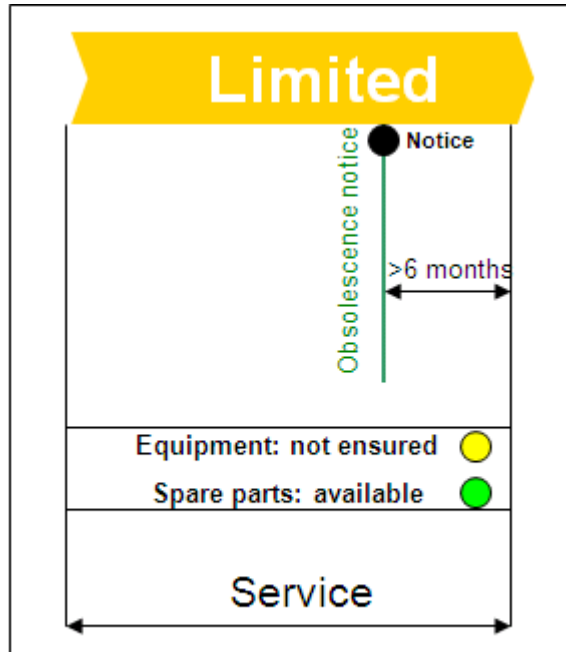 Limited
Notice
Obsolescence notice
>6 months
Equipment: not ensured
Spare parts: available
Service